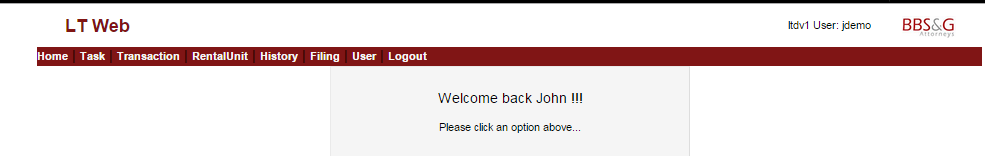 LT Web
ltdv1 User: jdemo
BBS&G
Attorneys
Home | Task | Transaction | RentalUnit | History | Filing | User | Logout
Welcome back John !!!
Please click an option above...